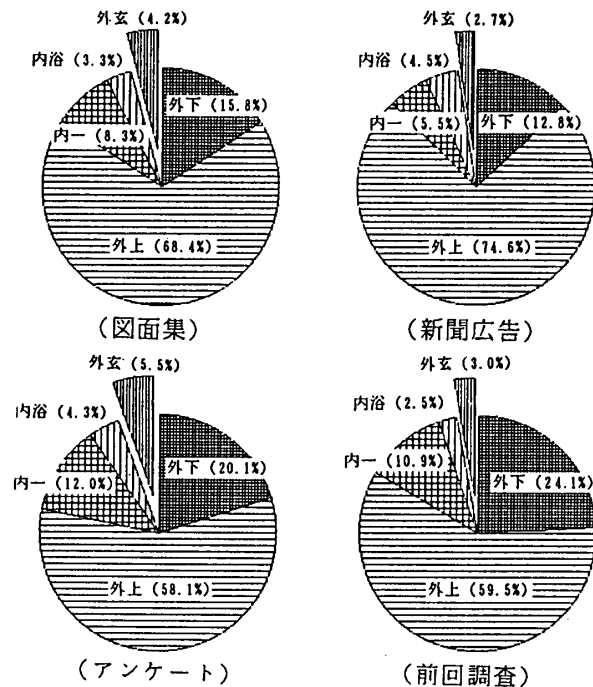 外玄 (4.2%)
内浴 (3.3%)
外下 (15.8%)
内一 (8.3%)
外上 (68.4%)
(図面集)
外玄 (2.7%)
内浴 (4.5%)
内一 (5.5%)
外下 (12.8%)
外上 (74.6%)
(新聞広告)
外玄 (5.5%)
内浴 (4.3%)
外下 (20.1%)
内一 (12.0%)
外上 (58.1%)
(アンケート)
外玄 (3.0%)
内浴 (2.5%)
内一 (10.9%)
外下 (24.1%)
外上 (59.5%)
(前回調査)